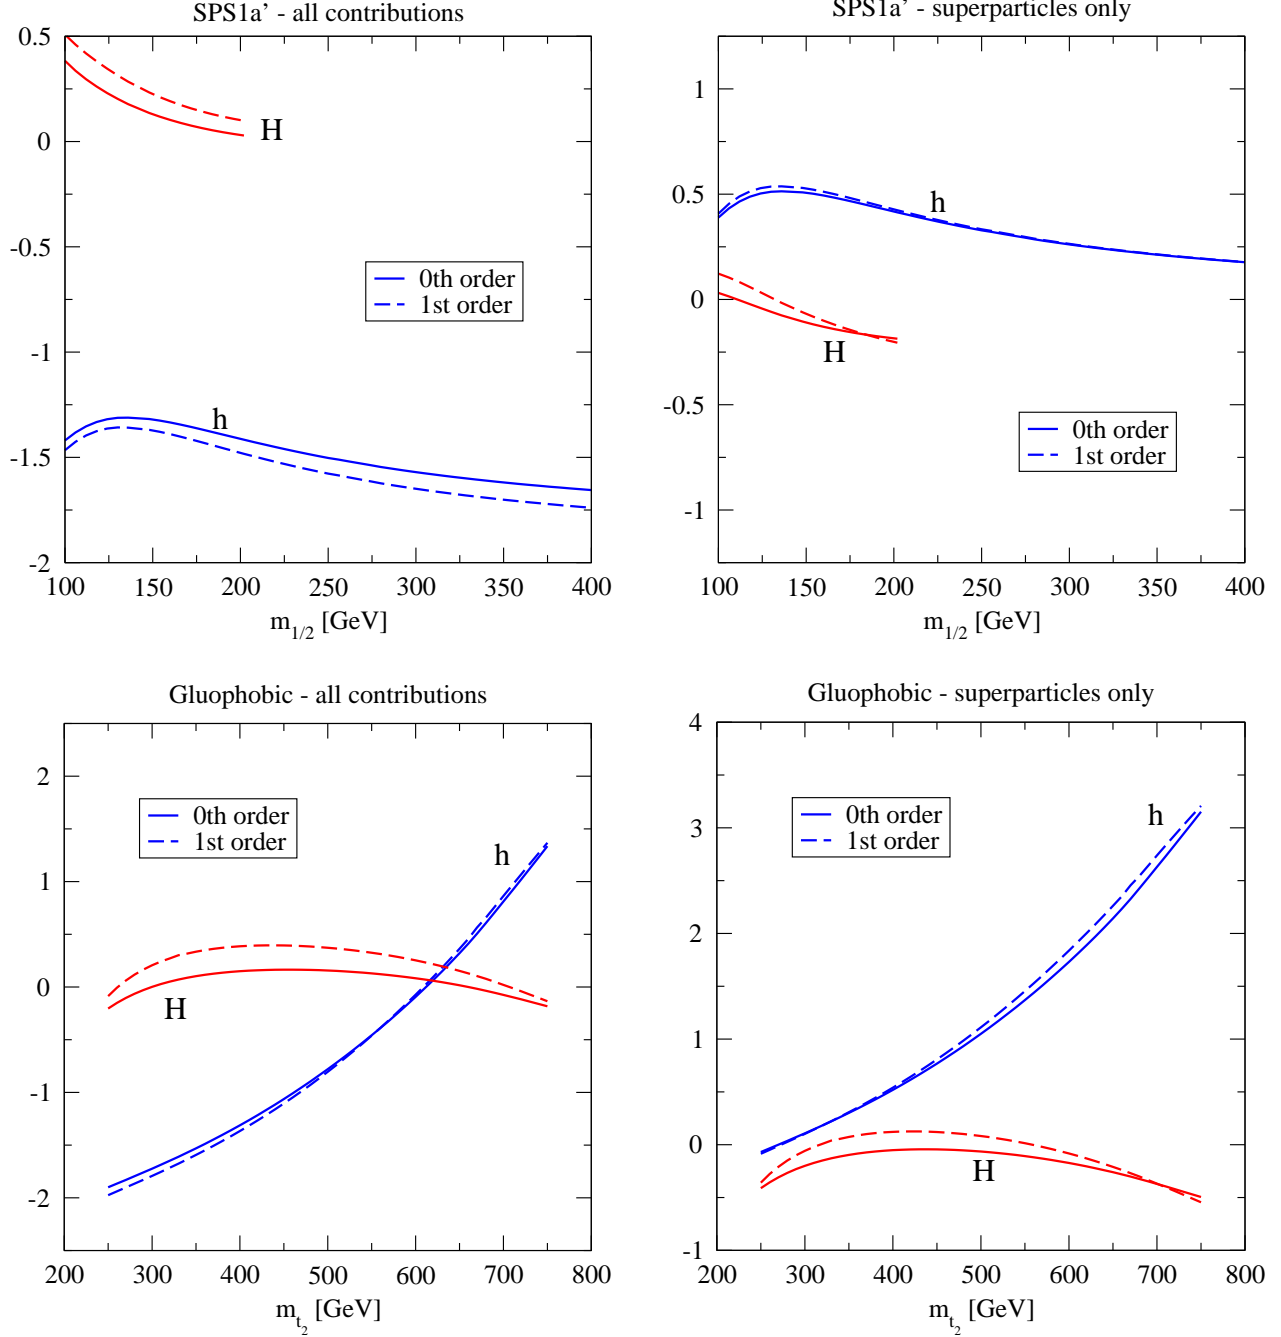 SPS1a’ - all contributions
0.5
0
-0.5
-1
-1.5
-2
H
h
0th order
1st order
100 150 200 250 300 350 400
m1/2 [GeV]
SPS1a’ - superparticles only
1
0.5
0
-0.5
-1
h
H
0th order
1st order
100 150 200 250 300 350 400
m1/2 [GeV]
Gluophobic - all contributions
2
1
0
-1
-2
0th order
1st order
h
H
200 300 400 500 600 700 800
mt2 [GeV]
Gluophobic - superparticles only
4
3
2
1
0
-1
0th order
1st order
h
H
200 300 400 500 600 700 800
mt2 [GeV]